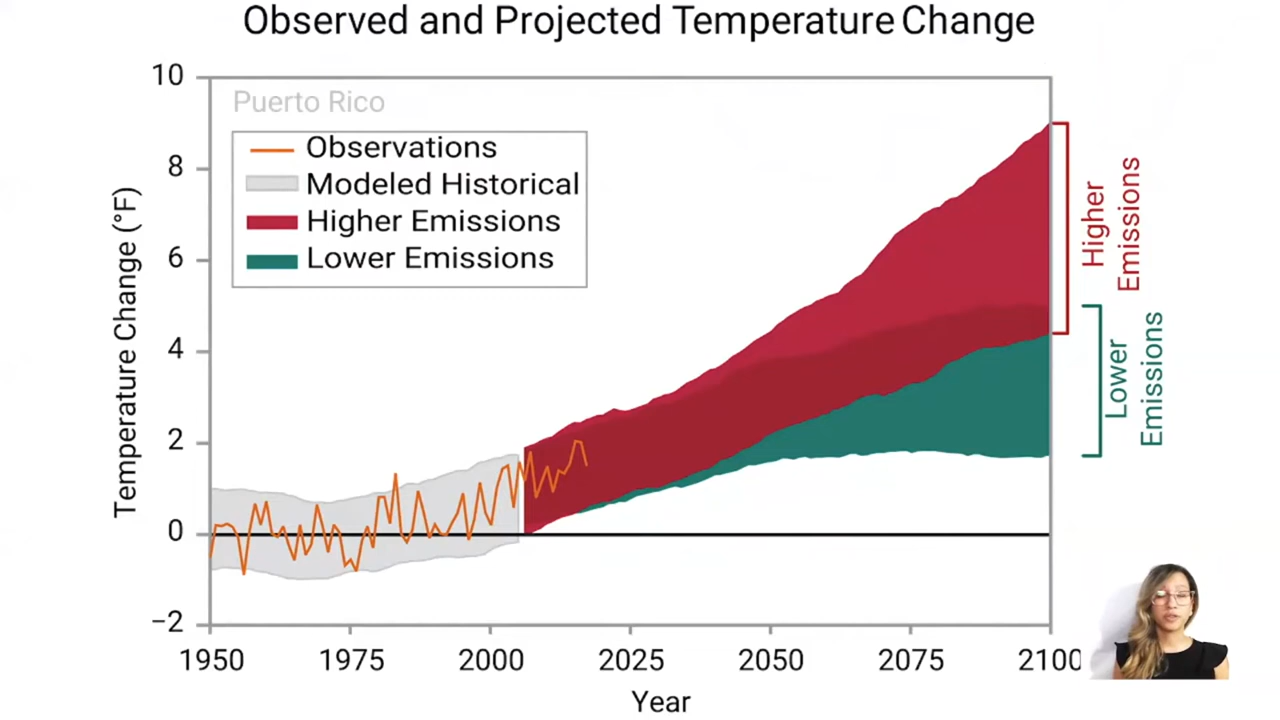 Observed and Projected Temperature Change
Puerto Rico
Observations
Modeled Historical
Higher Emissions
Lower Emissions
Temperature Change (°F)
10
8
6
4
2
0
−2
1950
1975
2000
2025
2050
2075
2100
Year
Higher
Emissions
Lower
Emissions